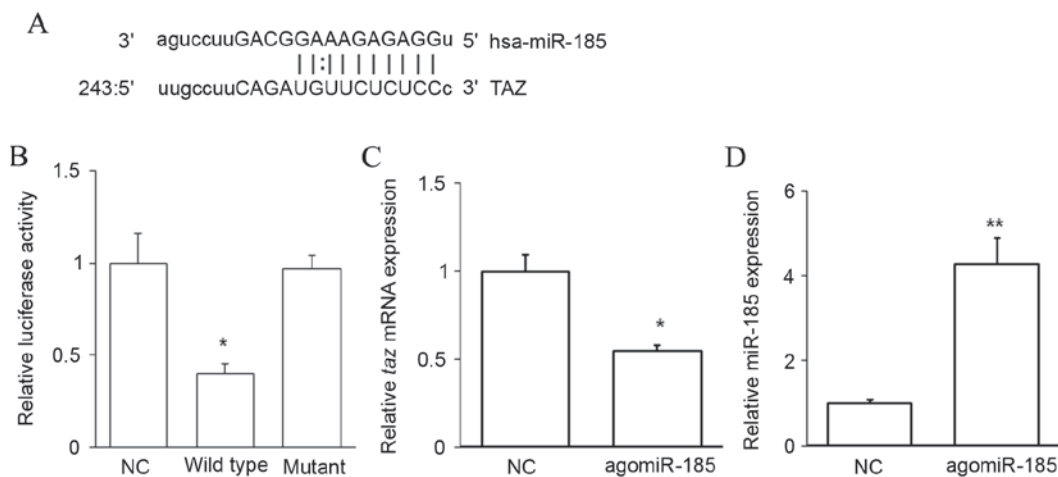 A
3' aguccuuGACGGAAAGAGAGGu 5' hsa-miR-185
243:5' uugccuuCAGAUGUUCUCUCCc 3' TAZ
B
Relative luciferase activity
1.5
1
0.5
0
*
NC Wild type Mutant
C
Relative taz mRNA expression
1.5
1
0.5
0
*
NC agomiR-185
D
Relative miR-185 expression
6
4
2
0
**
NC agomiR-185